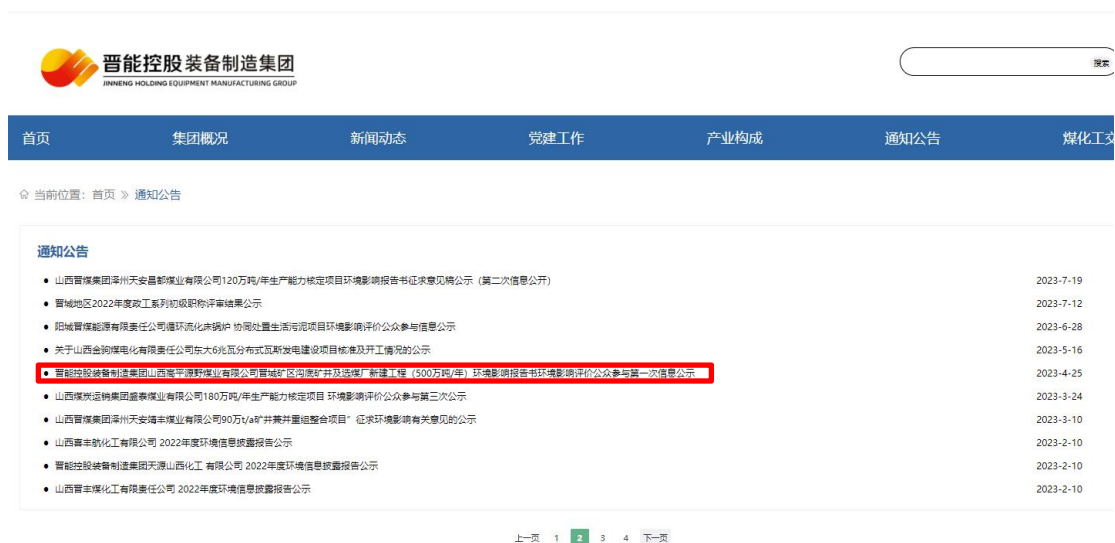 晋能控股装备制造集团
JINNENG HOLDING EQUIPMENT MANUFACTURING GROUP
搜索
首页 集团概况 新闻动态 党建工作 产业构成 通知公告 煤化工交
当前位置：首页 » 通知公告
通知公告
山西晋煤集团泽州天安昌都煤业有限公司120万吨/年生产能力核定项目环境影响报告书征求意见稿公示（第二次信息公开） 2023-7-19
晋城地区2022年度政工系列初级职称评审结果公示 2023-7-12
阳城晋煤能源有限责任公司循环流化床锅炉 协同处置生活污泥项目环境影响评价公众参与信息公示 2023-6-28
关于山西金驹煤电化有限责任公司东大6兆瓦分布式瓦斯发电建设项目核准及开工情况的公示 2023-5-16
晋能控股装备制造集团山西高平源野煤业有限公司晋城矿区沟底矿井及选煤厂新建工程（500万吨/年）环境影响报告书环境影响评价公众参与第一次信息公示 2023-4-25
山西煤炭运销集团盛泰煤业有限公司180万吨/年生产能力核定项目 环境影响评价公众参与第三次公示 2023-3-24
山西晋煤集团泽州天安靖丰煤业有限公司90万t/a矿井兼并重组整合项目” 征求环境影响有关意见的公示 2023-3-10
山西喜丰航化工有限公司 2022年度环境信息披露报告公示 2023-2-10
晋能控股装备制造集团天源山西化工 有限公司 2022年度环境信息披露报告公示 2023-2-10
山西晋丰煤化工有限责任公司 2022年度环境信息披露报告公示 2023-2-10
上一页 1 2 3 4 下一页